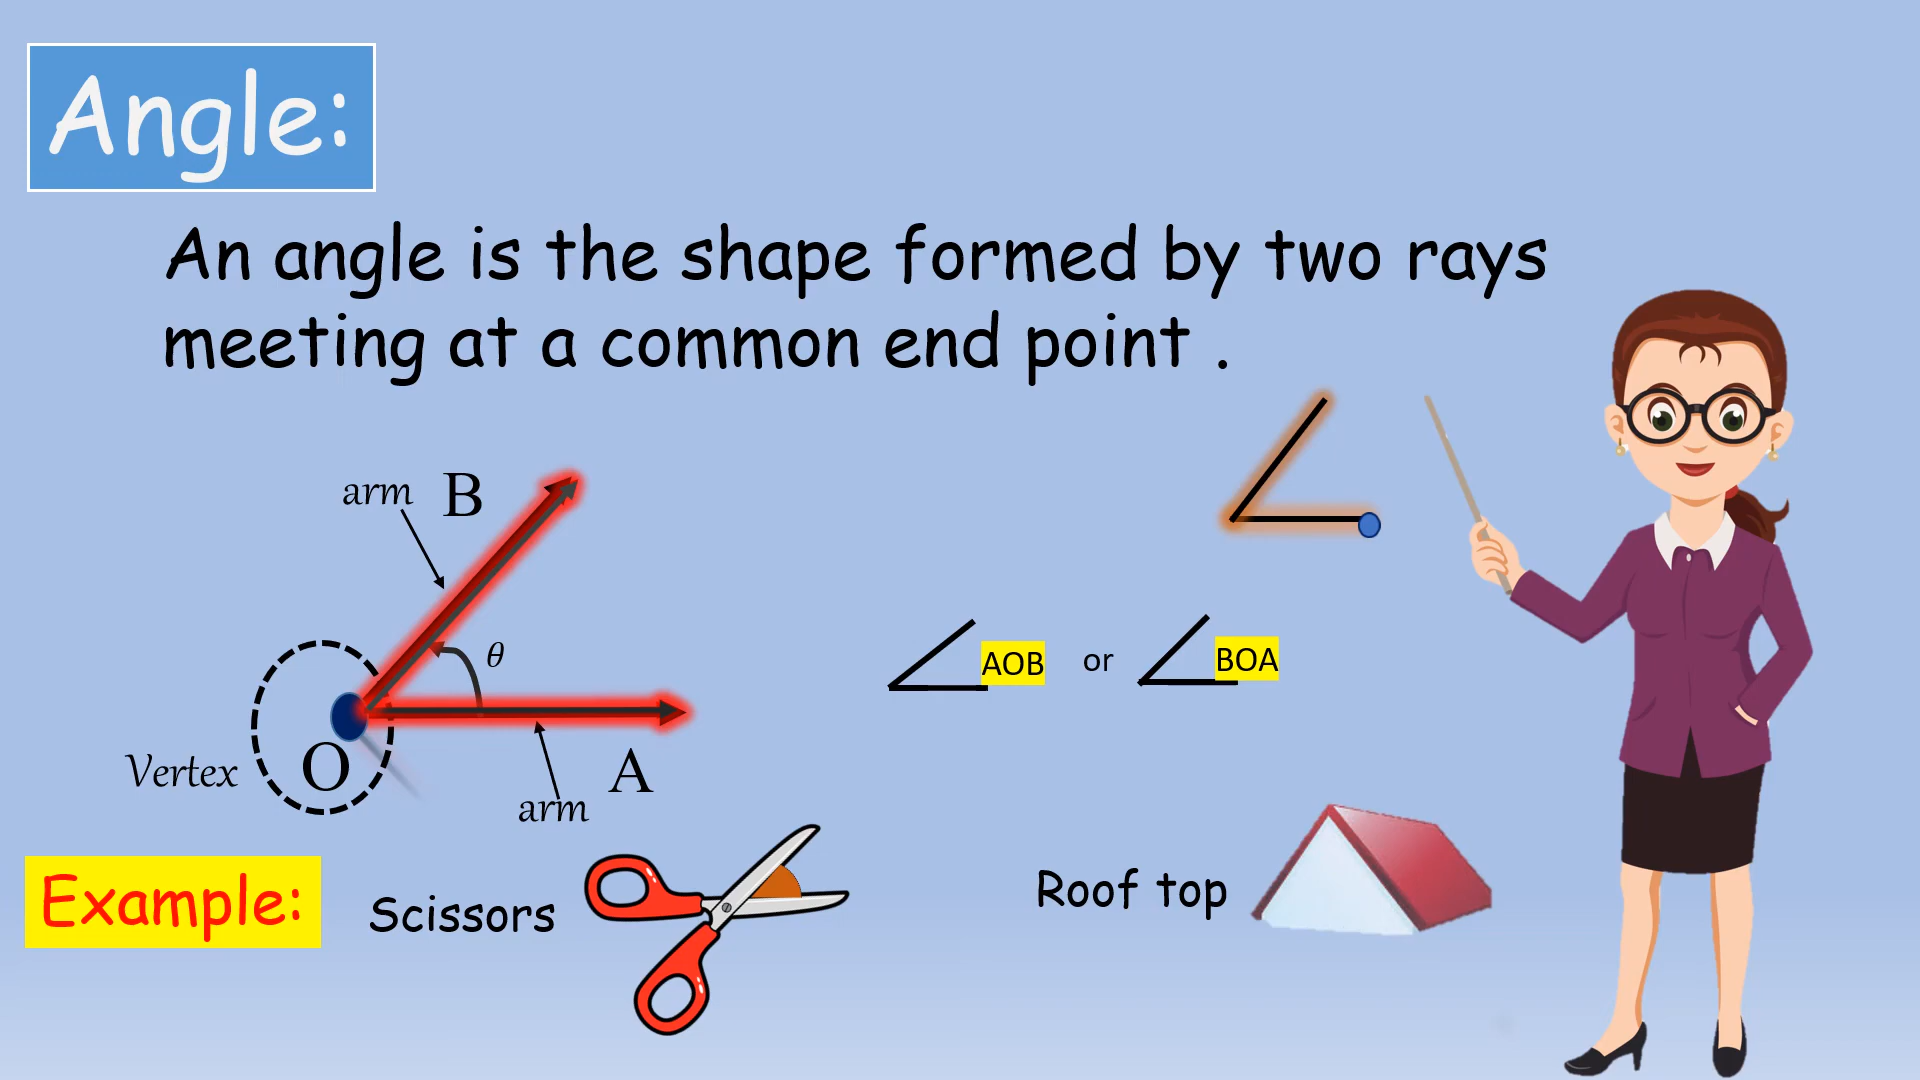 Angle:
An angle is the shape formed by two rays
meeting at a common end point .
arm B
θ
AOB or BOA
Vertex O A
arm
Example: Scissors Roof top